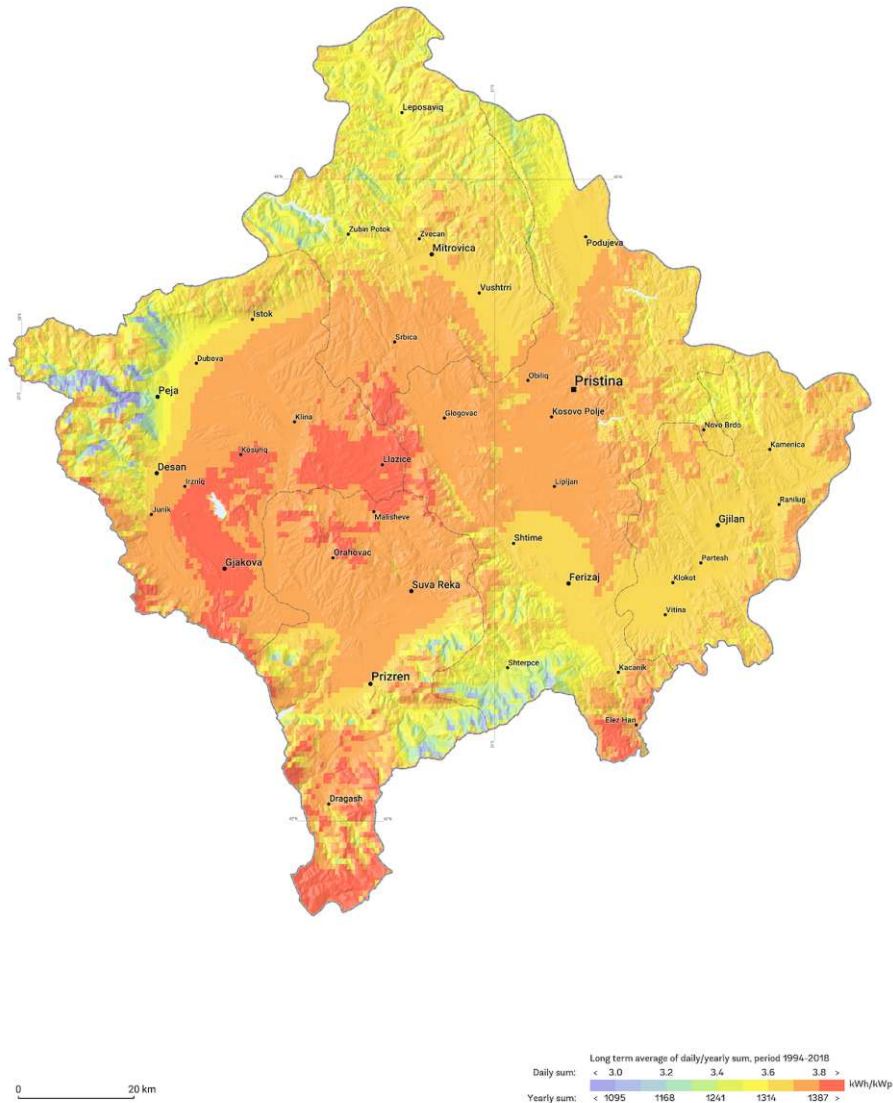 Leposaviq
Zubin Potok
Zvecan
Mitrovica
Podujeva
Vushtrri
Istok
Srbica
Dubova
Obiliq
Pristina
Peja
Klina
Glogovac
Kosovo Polje
Novo Brdo
Kamenica
Kosuriq
Llazice
Desan
Irzniq
Lipljan
Ranilug
Junik
Malisheve
Gjilan
Shtime
Orahovac
Partesh
Gjakova
Ferizaj
Klokot
Suva Reka
Vitina
Shterpce
Kacanik
Prizren
Elez Han
Dragash
Long term average of daily/yearly sum, period 1994-2018
Daily sum: < 3.0 3.2 3.4 3.6 3.8 >
kWh/kWp
Yearly sum: < 1095 1168 1241 1314 1387 >
0 20 km